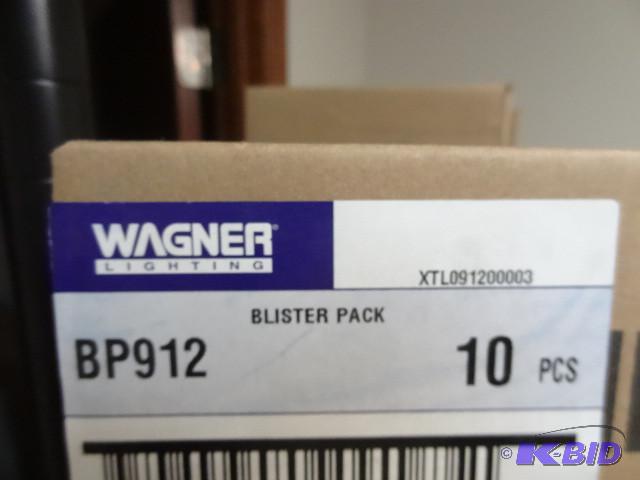 WAGNER®
LIGHTING
XTL091200003
BLISTER PACK
BP912 10 PCS
© K-BID